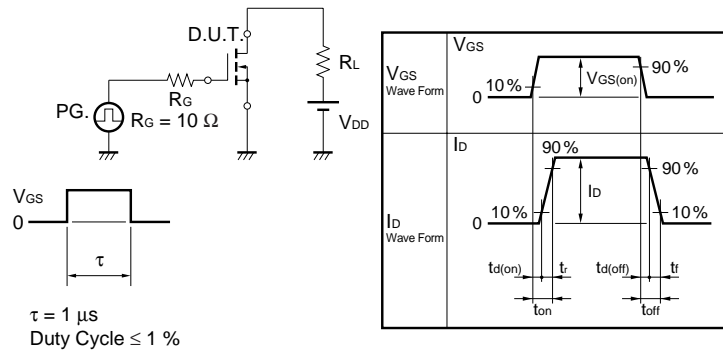 D.U.T.
RL
RG
PG.
RG = 10 Ω
VDD
VGS
0
τ
τ = 1 μs
Duty Cycle ≤ 1 %
VGS
Wave Form
VGS
10 %
VGS(on)
90 %
0
ID
Wave Form
ID
90 %
90 %
10 %
ID
10 %
0
td(on)
tr
td(off)
tf
ton
toff